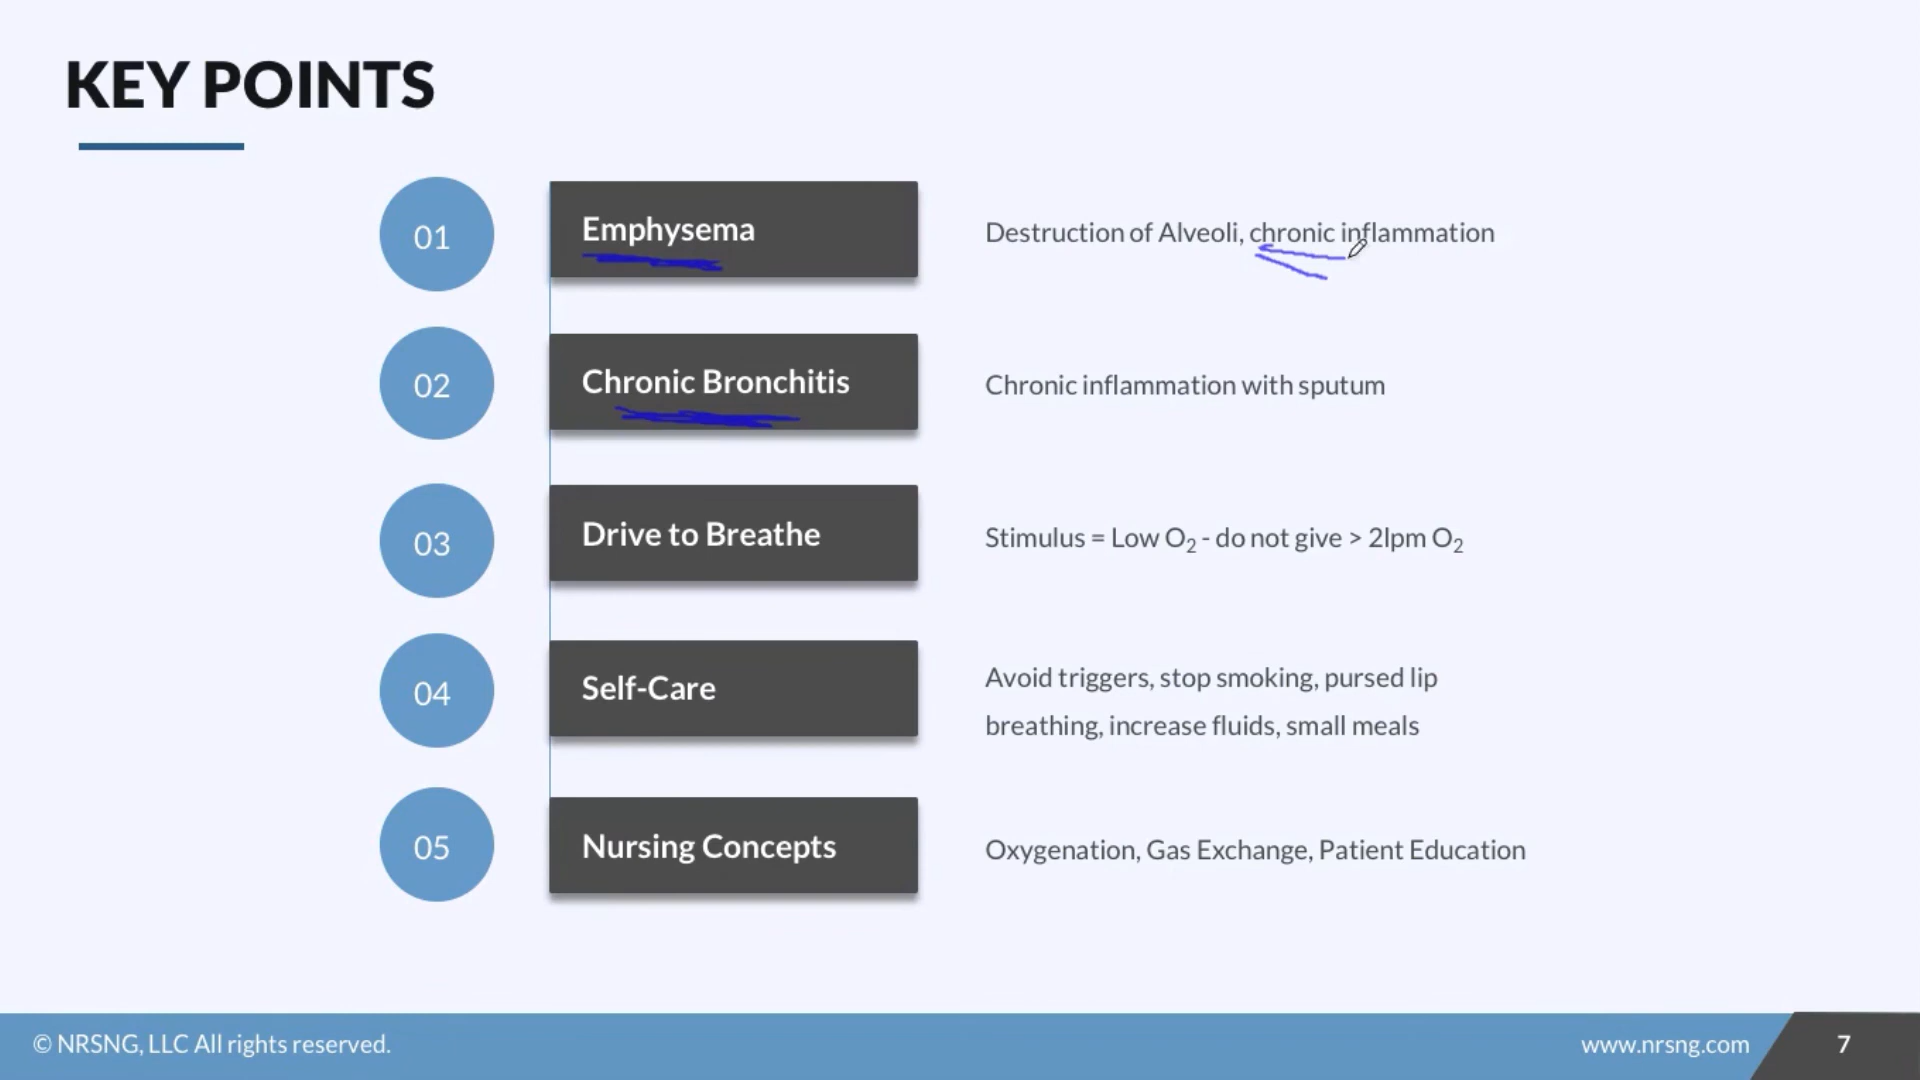 KEY POINTS
01
Emphysema
Destruction of Alveoli, chronic inflammation
02
Chronic Bronchitis
Chronic inflammation with sputum
03
Drive to Breathe
Stimulus = Low O₂ - do not give > 2lpm O₂
04
Self-Care
Avoid triggers, stop smoking, pursed lip
breathing, increase fluids, small meals
05
Nursing Concepts
Oxygenation, Gas Exchange, Patient Education
© NRSNG, LLC All rights reserved.
www.nrsng.com
7